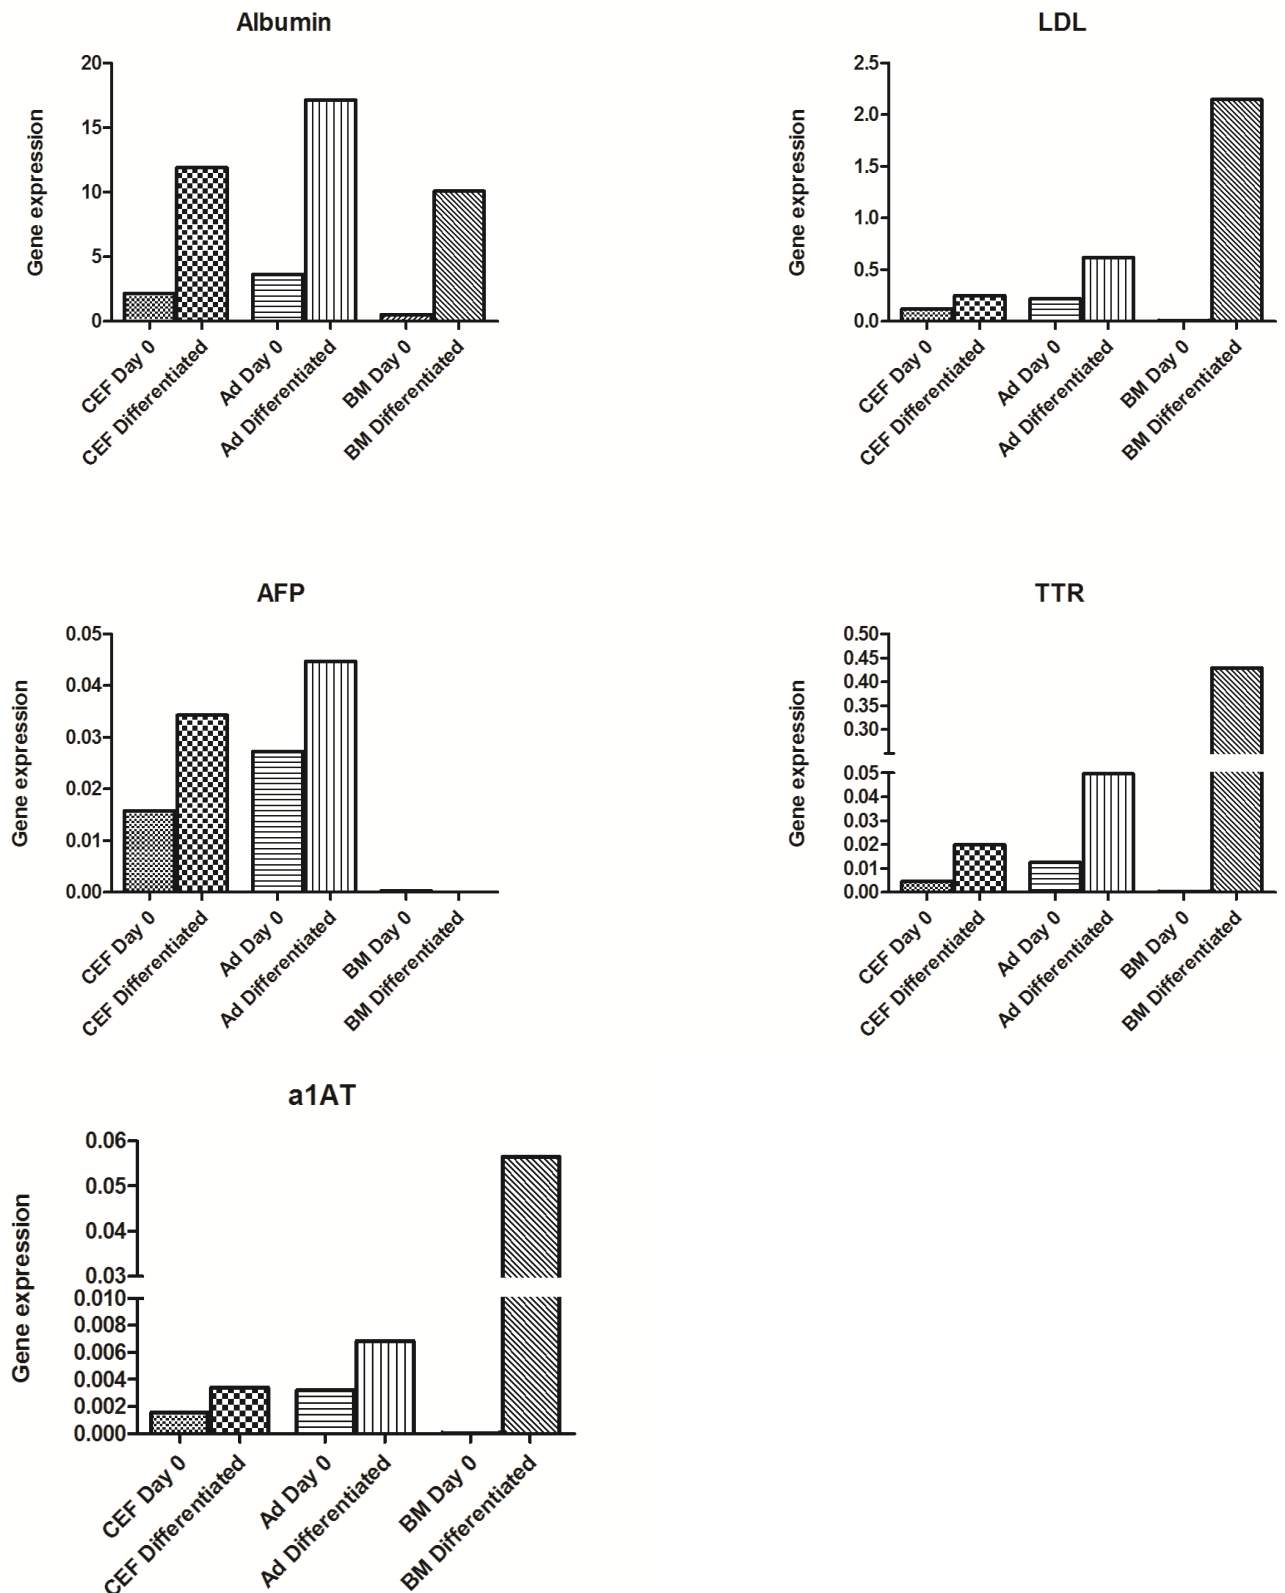 Albumin
Gene expression
20
15
10
5
0
CEF Day 0
CEF Differentiated
Ad Day 0
Ad Differentiated
BM Day 0
BM Differentiated
LDL
Gene expression
2.5
2.0
1.5
1.0
0.5
0.0
CEF Day 0
CEF Differentiated
Ad Day 0
Ad Differentiated
BM Day 0
BM Differentiated
AFP
Gene expression
0.05
0.04
0.03
0.02
0.01
0.00
CEF Day 0
CEF Differentiated
Ad Day 0
Ad Differentiated
BM Day 0
BM Differentiated
TTR
Gene expression
0.50
0.45
0.40
0.35
0.30
0.05
0.04
0.03
0.02
0.01
0.00
CEF Day 0
CEF Differentiated
Ad Day 0
Ad Differentiated
BM Day 0
BM Differentiated
a1AT
Gene expression
0.06
0.05
0.04
0.03
0.010
0.008
0.006
0.004
0.002
0.000
CEF Day 0
CEF Differentiated
Ad Day 0
Ad Differentiated
BM Day 0
BM Differentiated